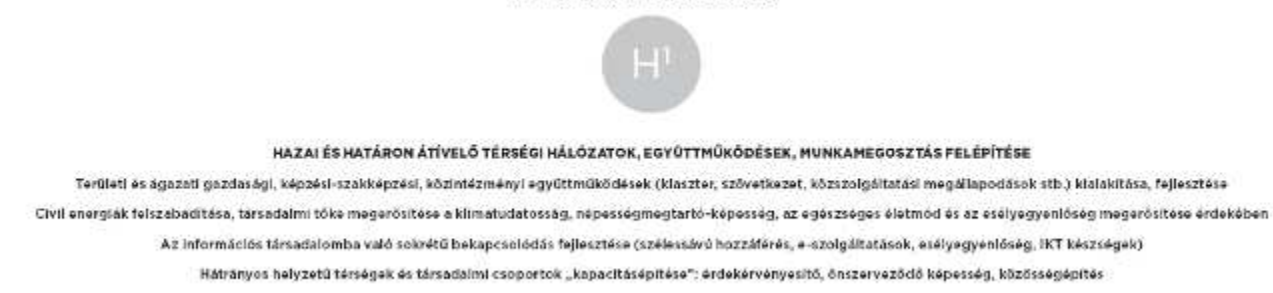 H¹
HAZAI ÉS HATÁRON ÁTÍVELŐ TÉRSÉGI HÁLÓZATOK, EGYÜTTMŰKÖDÉSEK, MUNKAMEGOSZTÁS FELÉPÍTÉSE
Területi és ágazati gazdasági, képzési-szakképzési, közintézményi együttműködések (klaszter, szövetkezet, közszolgáltatási megállapodások stb.) kialakítása, fejlesztése
Civil energiák felszabadítása, társadalmi tőke megerősítése a klímatudatosság, népességmegtartó-képesség, az egészséges életmód és az esélyegyenlőség megerősítése érdekében
Az információs társadalomba való sokrétű bekapcsolódás fejlesztése (szélessávú hozzáférés, e-szolgáltatások, esélyegyenlőség, IKT készségek)
Hátrányos helyzetű térségek és társadalmi csoportok „kapacitásépítése”: érdekérvényesítő, önszerveződő képesség, közösségépítés